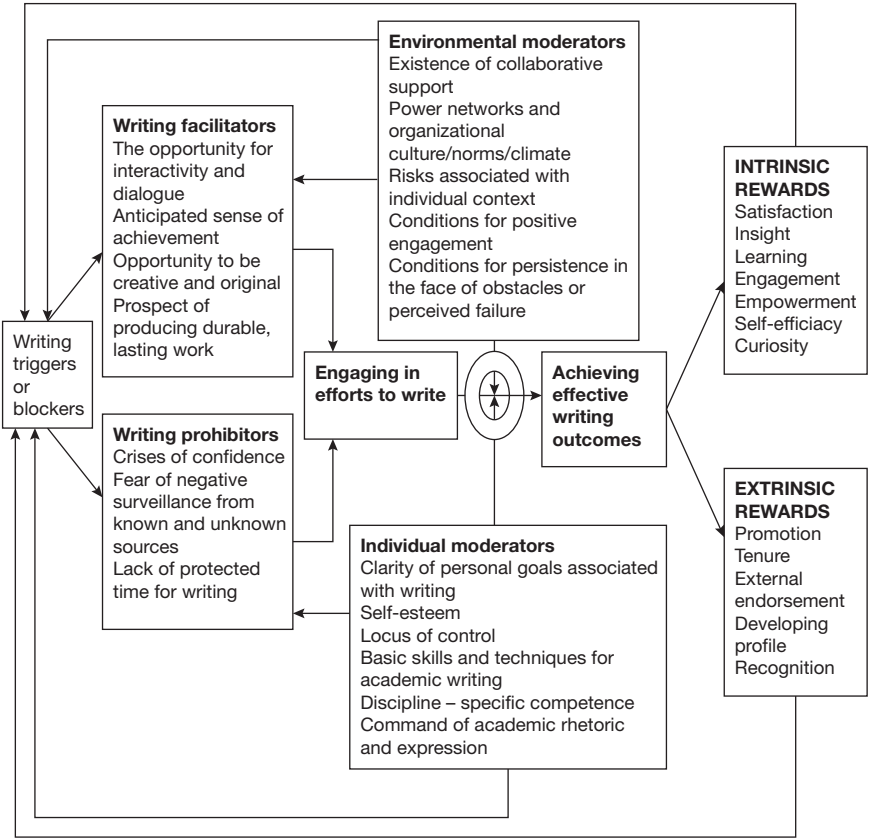 Environmental moderators
Existence of collaborative
support
Power networks and
organizational
culture/norms/climate
Risks associated with
individual context
Conditions for positive
engagement
Conditions for persistence in
the face of obstacles or
perceived failure
Writing facilitators
The opportunity for
interactivity and
dialogue
Anticipated sense of
achievement
Opportunity to be
creative and original
Prospect of
producing durable,
lasting work
INTRINSIC
REWARDS
Satisfaction
Insight
Learning
Engagement
Empowerment
Self-efficiacy
Curiosity
Writing
triggers
or
blockers
Engaging in
efforts to write
Achieving
effective
writing
outcomes
Writing prohibitors
Crises of confidence
Fear of negative
surveillance from
known and unknown
sources
Lack of protected
time for writing
EXTRINSIC
REWARDS
Promotion
Tenure
External
endorsement
Developing
profile
Recognition
Individual moderators
Clarity of personal goals associated
with writing
Self-esteem
Locus of control
Basic skills and techniques for
academic writing
Discipline – specific competence
Command of academic rhetoric
and expression